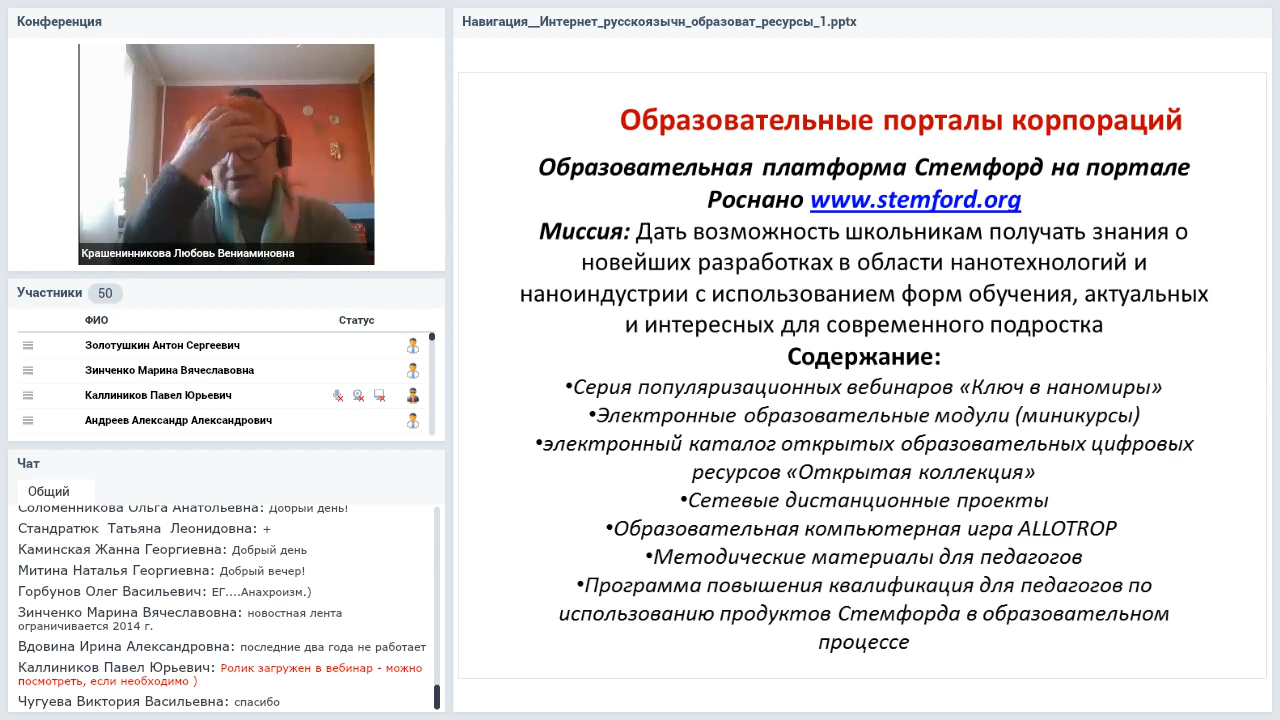 Конференция
Крашенинникова Любовь Вениаминовна
Участники 50
ФИО Статус
Золотушкин Антон Сергеевич
Зинченко Марина Вячеславовна
Каллиников Павел Юрьевич
Андреев Александр Александрович
Чат
Общий
Соломенникова Ольга Анатольевна: Добрый день!
Стандратюк Татьяна Леонидовна: +
Каминская Жанна Георгиевна: Добрый день
Митина Наталья Георгиевна: Добрый вечер!
Горбунов Олег Васильевич: ЕГ....Анахроизм.)
Зинченко Марина Вячеславовна: новостная лента
ограничивается 2014 г.
Вдовина Ирина Александровна: последние два года не работает
Каллиников Павел Юрьевич: Ролик загружен в вебинар - можно
посмотреть, если необходимо )
Чугуева Виктория Васильевна: спасибо
Навигация__Интернет_русскоязычн_образоват_ресурсы_1.pptx
Образовательные порталы корпораций
Образовательная платформа Стемфорд на портале
Роснано www.stemford.org
Миссия: Дать возможность школьникам получать знания о
новейших разработках в области нанотехнологий и
наноиндустрии с использованием форм обучения, актуальных
и интересных для современного подростка
Содержание:
•Серия популяризационных вебинаров «Ключ в наномиры»
•Электронные образовательные модули (миникурсы)
•электронный каталог открытых образовательных цифровых
ресурсов «Открытая коллекция»
•Сетевые дистанционные проекты
•Образовательная компьютерная игра ALLOTROP
•Методические материалы для педагогов
•Программа повышения квалификации для педагогов по
использованию продуктов Стемфорда в образовательном
процессе